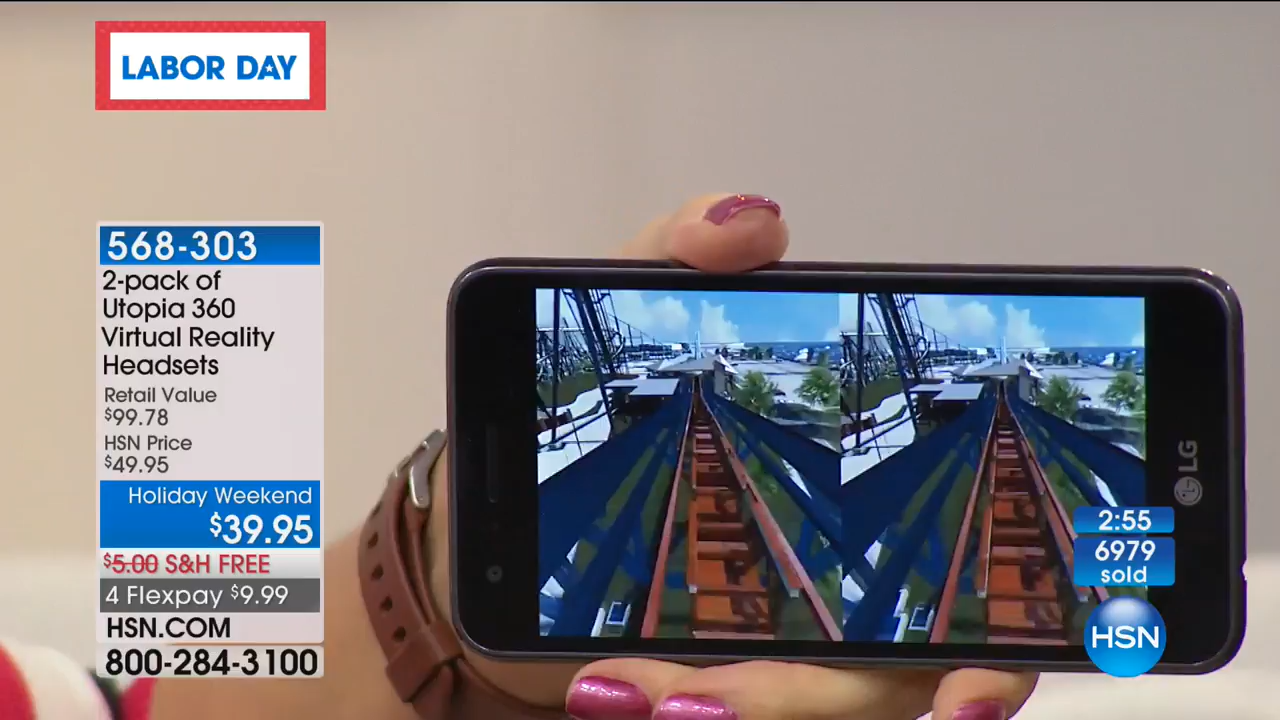 LABOR DAY
568-303
2-pack of
Utopia 360
Virtual Reality
Headsets
Retail Value
$99.78
HSN Price
$49.95
Holiday Weekend
$39.95
$5.00 S&H FREE
4 Flexpay $9.99
HSN.COM
800-284-3100
LG
2:55
6979
sold
HSN